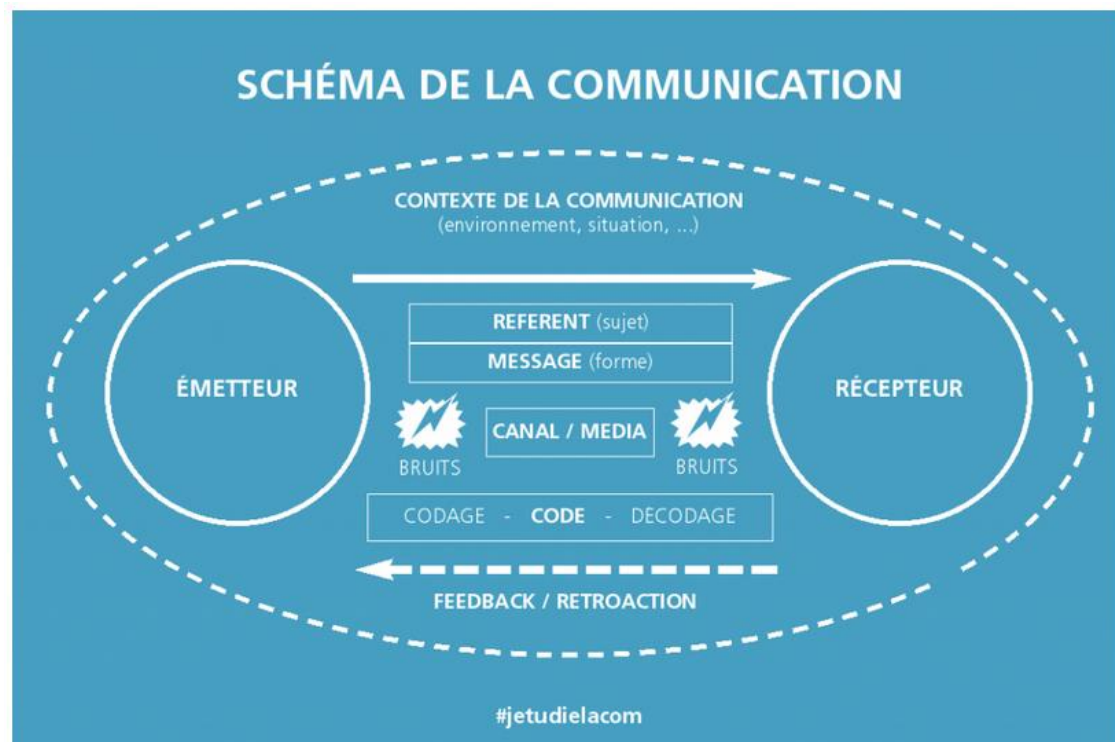 SCHÉMA DE LA COMMUNICATION
CONTEXTE DE LA COMMUNICATION
(environnement, situation, ...)
REFERENT (sujet)
MESSAGE (forme)
ÉMETTEUR
RÉCEPTEUR
CANAL / MEDIA
BRUITS
BRUITS
CODAGE - CODE - DÉCODAGE
FEEDBACK / RETROACTION
#jetudielacom